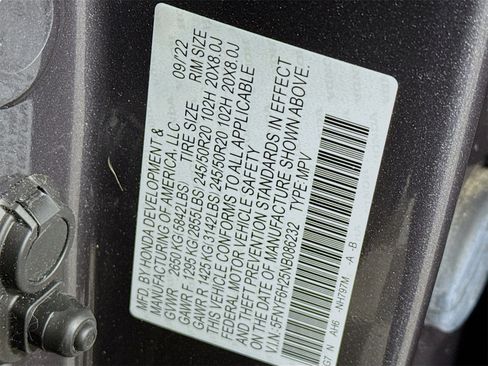 MFD.BY HONDA DEVELOPMENT & 09/22
MANUFACTURING OF AMERICA, LLC
GVWR 2650 KG(5842LBS) TIRE SIZE RIM SIZE
GAWR F 1295 KG(2855LBS) 245/50R20 102H 20X8.0J
GAWR R 1425 KG(3142LBS) 245/50R20 102H 20X8.0J
THIS VEHICLE CONFORMS TO ALL APPLICABLE
FEDERAL MOTOR VEHICLE SAFETY
AND THEFT PREVENTION STANDARDS IN EFFECT
ON THE DATE OF MANUFACTURE SHOWN ABOVE.
V.I.N. :5FNYF6H25NB086232 TYPE:MPV
G7 N AH6 -NH797M -A -B